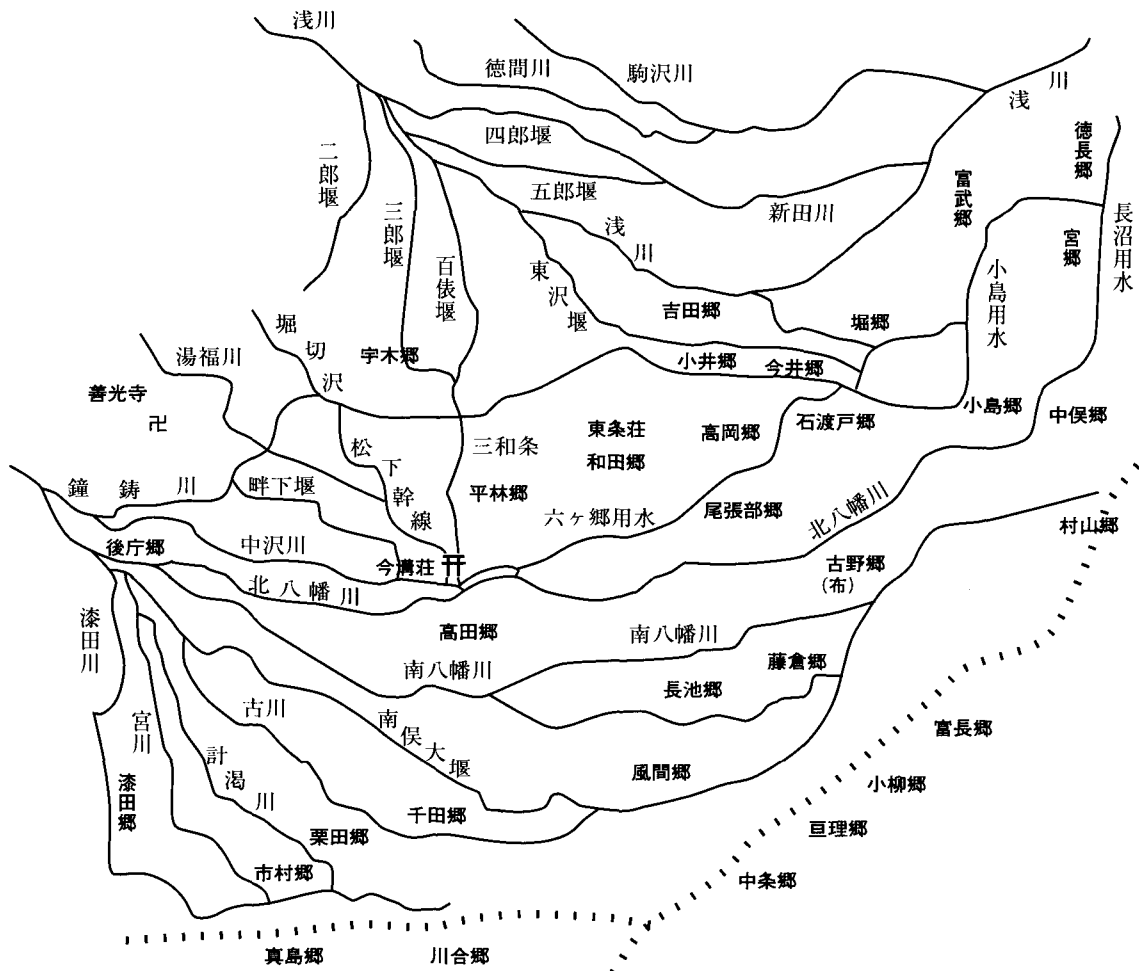 浅川
徳間川
駒沢川
浅川
徳長郷
四郎堰
二郎堰
五郎堰
富武郷
三郎堰
浅川
新田川
長沼用水
宮郷
百俵堰
東沢堰
小島用水
吉田郷
堀郷
堀切沢
宇木郷
湯福川
小井郷
今井郷
善光寺
卍
石渡戸郷
小島郷
中俣郷
松下幹線
三和条
東条荘
高岡郷
和田郷
鐘鋳川
畔下堰
平林郷
六ヶ郷用水
尾張部郷
北八幡川
村山郷
後庁郷
中沢川
今溝荘
古野郷
(布)
北八幡川
漆田川
高田郷
南八幡川
藤倉郷
南八幡川
長池郷
宮川
古川
南俣大堰
富長郷
計渇川
風間郷
小柳郷
漆田郷
千田郷
亘理郷
栗田郷
市村郷
中条郷
真島郷
川合郷